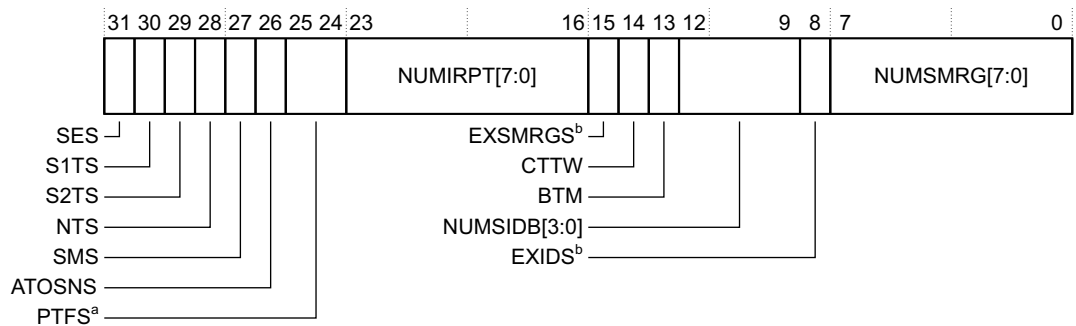 31 30 29 28 27 26 25 24 23 16 15 14 13 12 9 8 7 0
NUMIRPT[7:0] NUMSMRG[7:0]
SES EXSMRGSᵇ
S1TS CTTW
S2TS BTM
NTS NUMSIDB[3:0]
SMS EXIDSᵇ
ATOSNS
PTFSᵃ